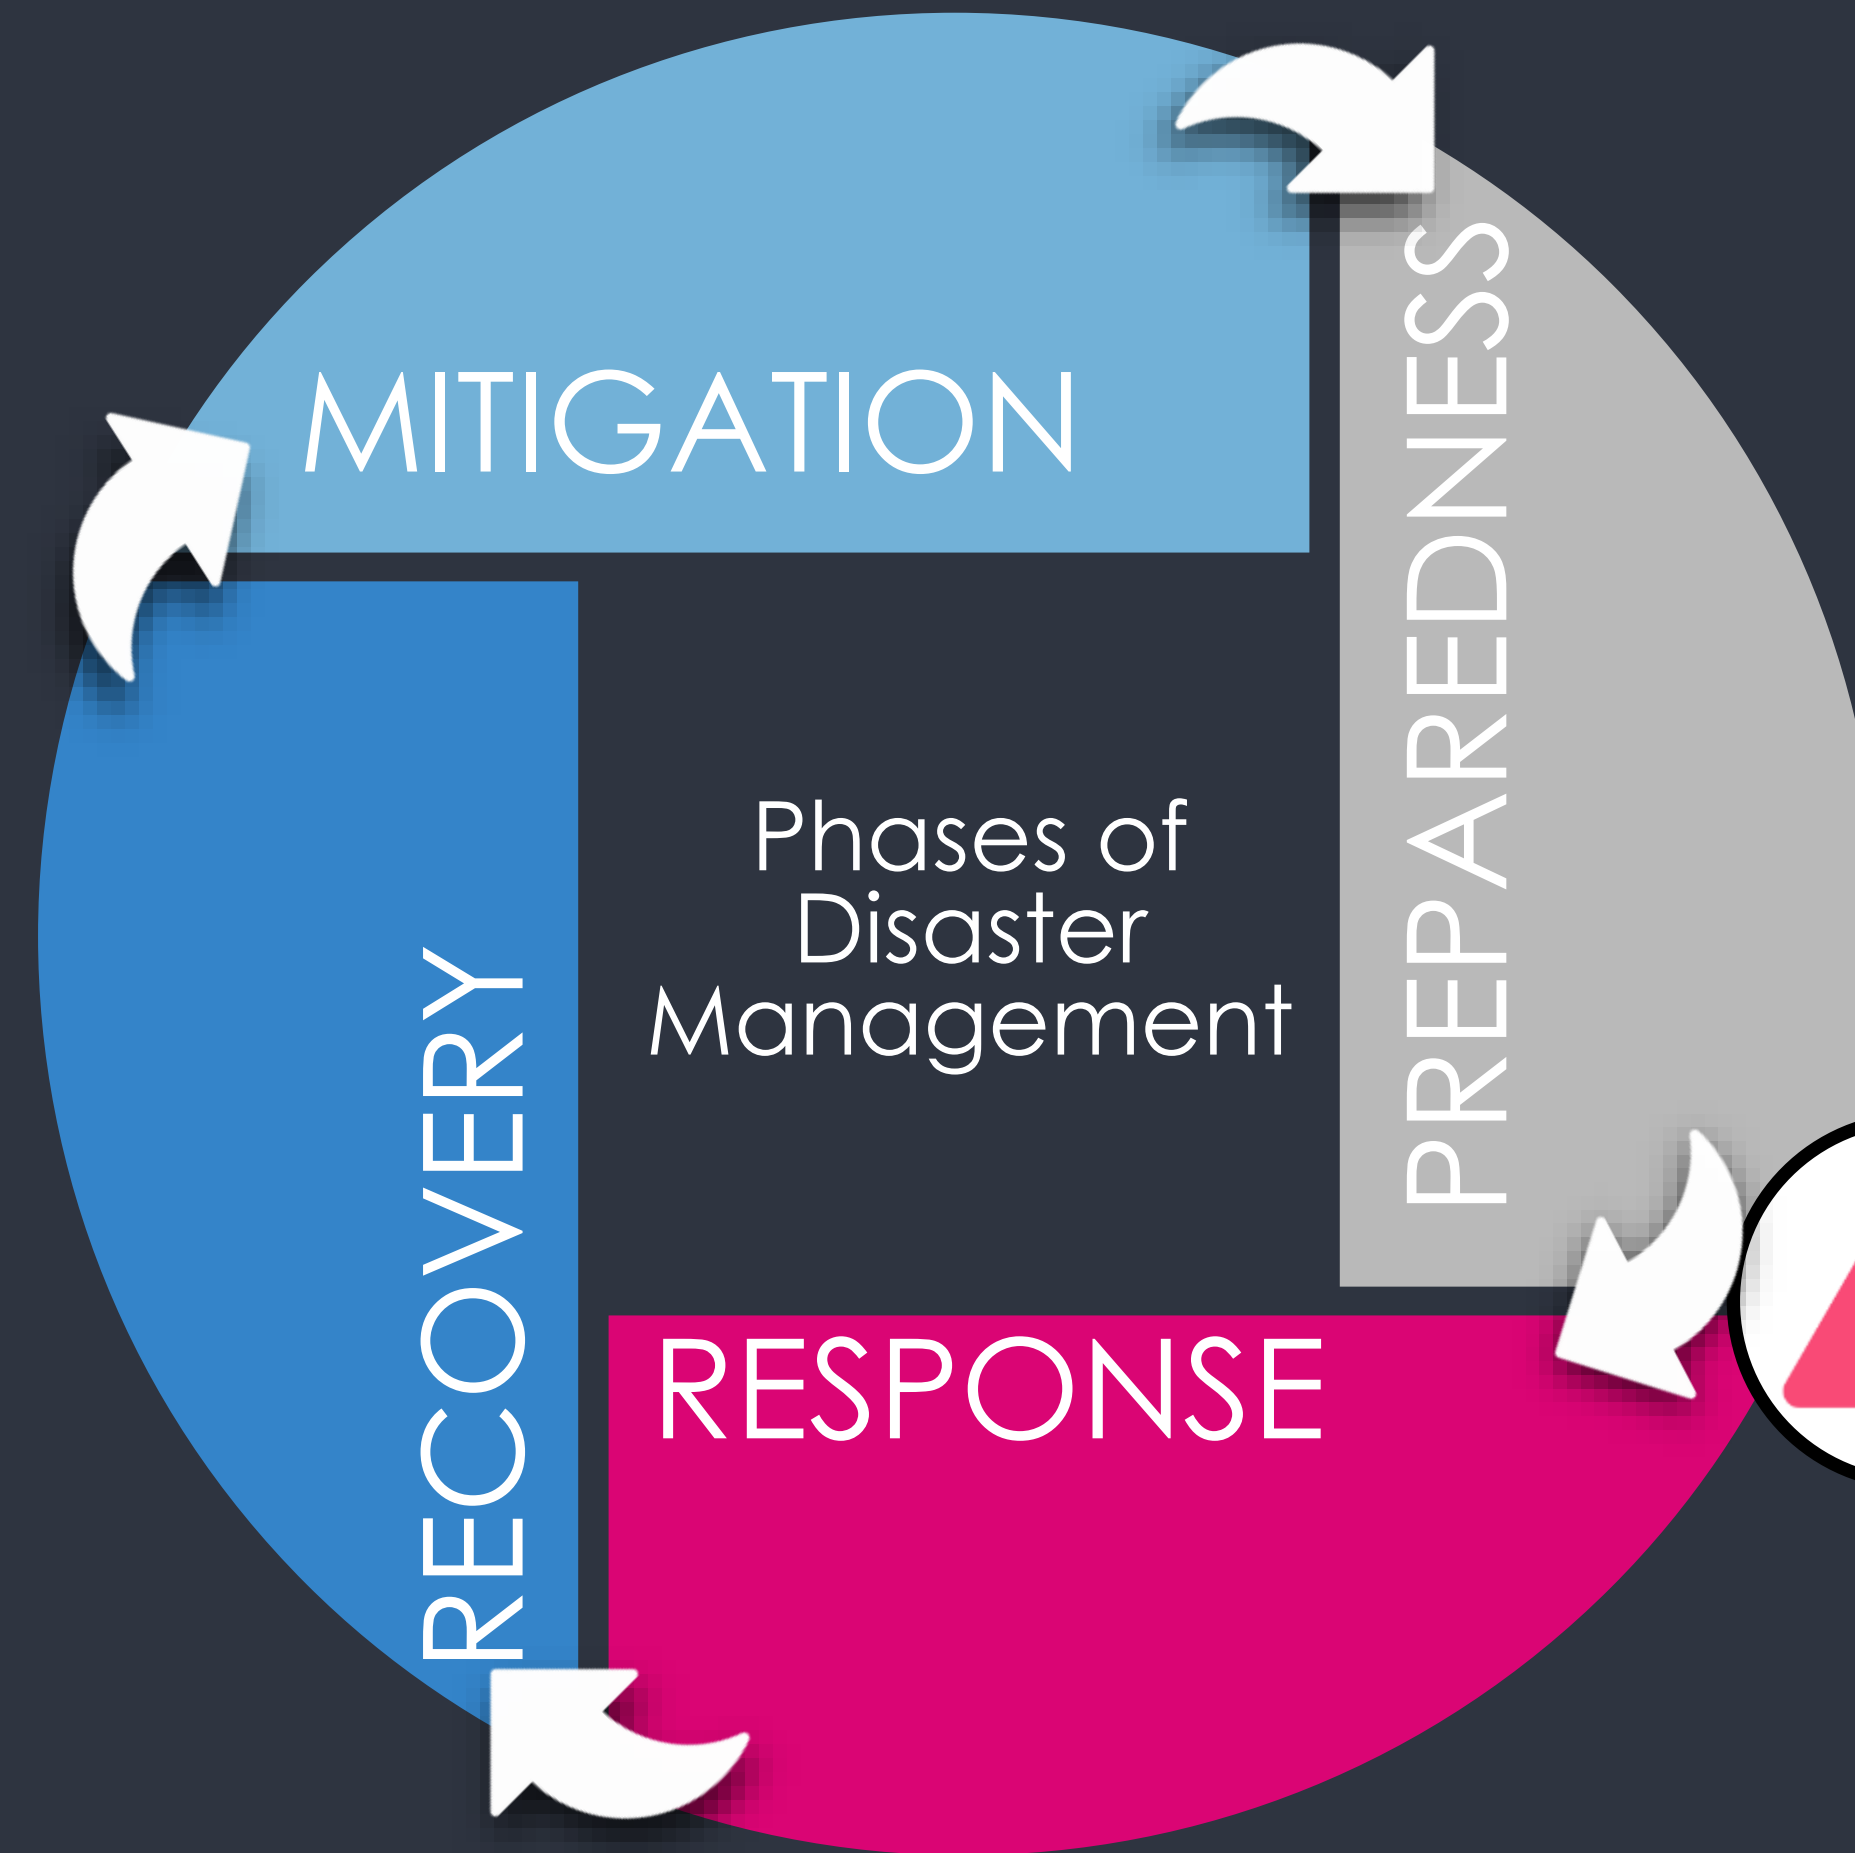 MITIGATION
PREPAREDNESS
Phases of
Disaster
Management
RECOVERY
RESPONSE